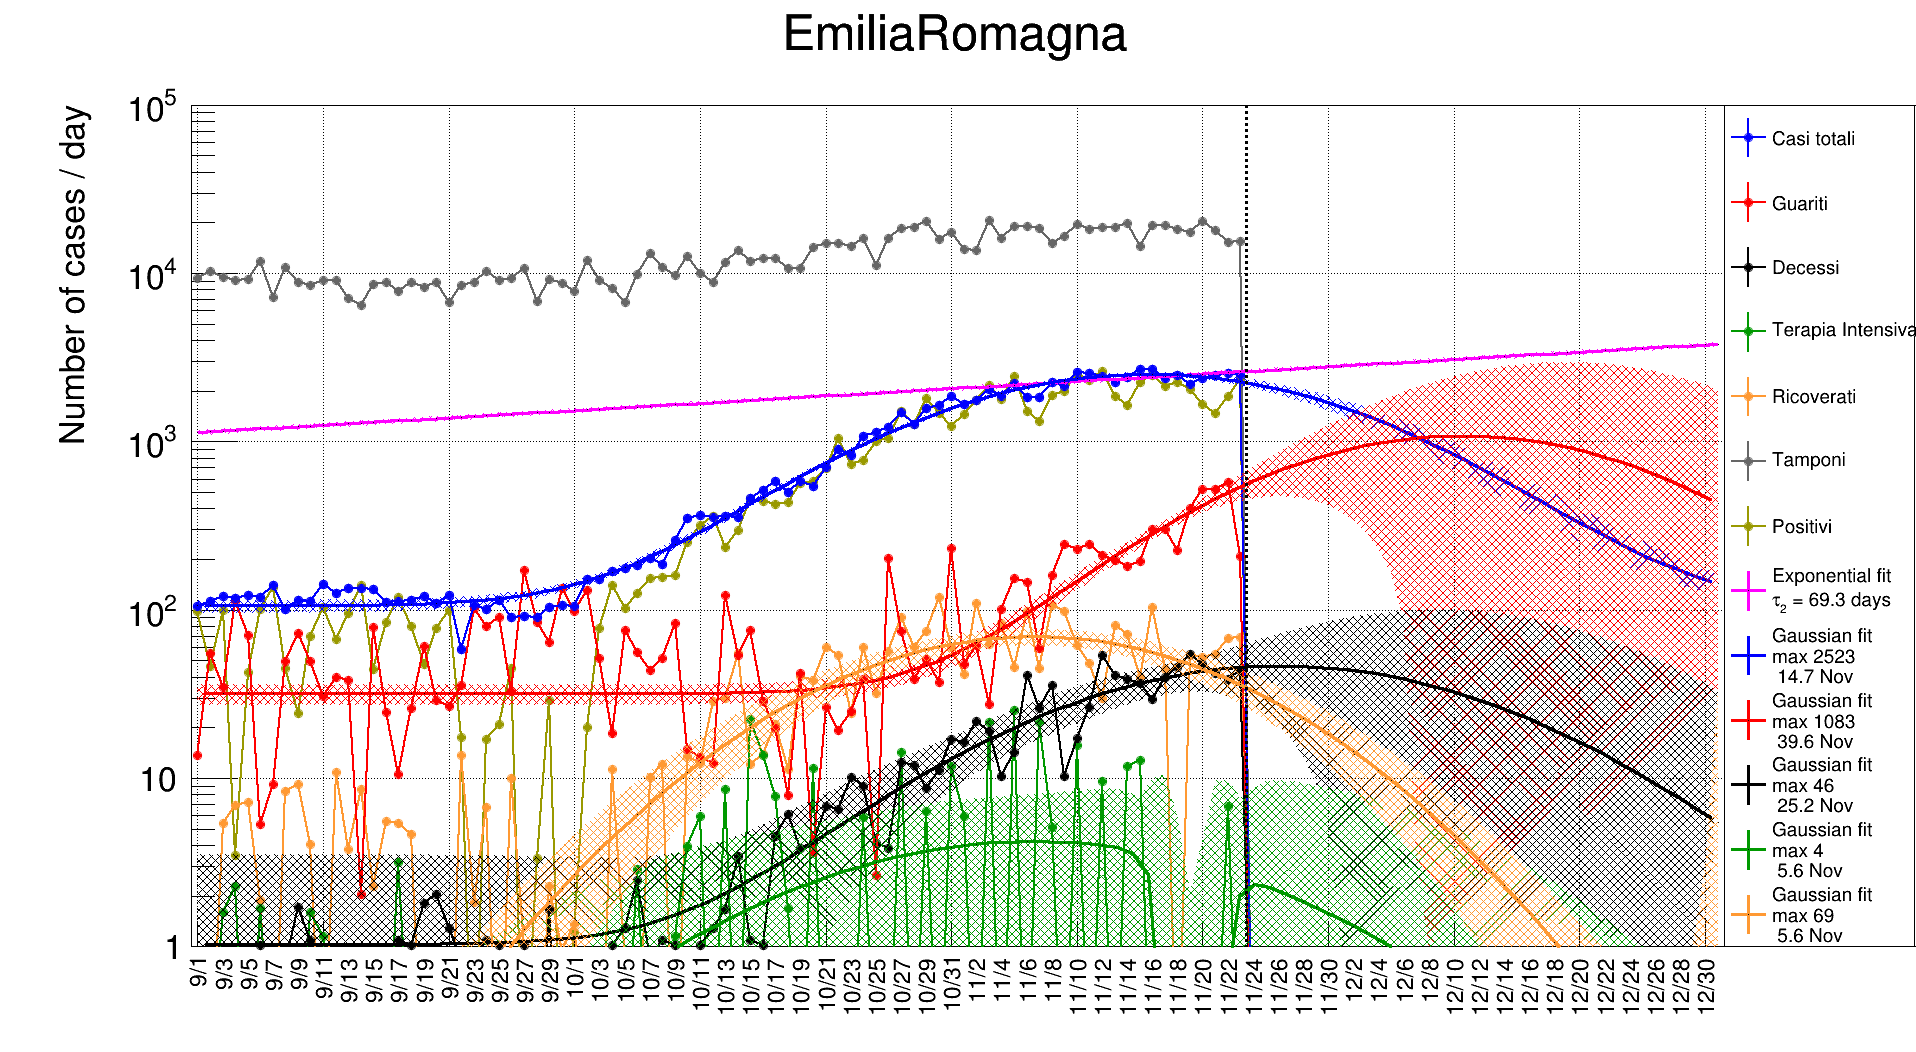 EmiliaRomagna
Number of cases / day
10^5
10^4
10^3
10^2
10
1
9/1 9/3 9/5 9/7 9/9 9/11 9/13 9/15 9/17 9/19 9/21 9/23 9/25 9/27 9/29 10/1 10/3 10/5 10/7 10/9 10/11 10/13 10/15 10/17 10/19 10/21 10/23 10/25 10/27 10/29 10/31 11/2 11/4 11/6 11/8 11/10 11/12 11/14 11/16 11/18 11/20 11/22 11/24 11/26 11/28 11/30 12/2 12/4 12/6 12/8 12/10 12/12 12/14 12/16 12/18 12/20 12/22 12/24 12/26 12/28 12/30
Casi totali
Guariti
Decessi
Terapia Intensiva
Ricoverati
Tamponi
Positivi
Exponential fit
τ2 = 69.3 days
Gaussian fit
max 2523
14.7 Nov
Gaussian fit
max 1083
39.6 Nov
Gaussian fit
max 46
25.2 Nov
Gaussian fit
max 4
5.6 Nov
Gaussian fit
max 69
5.6 Nov